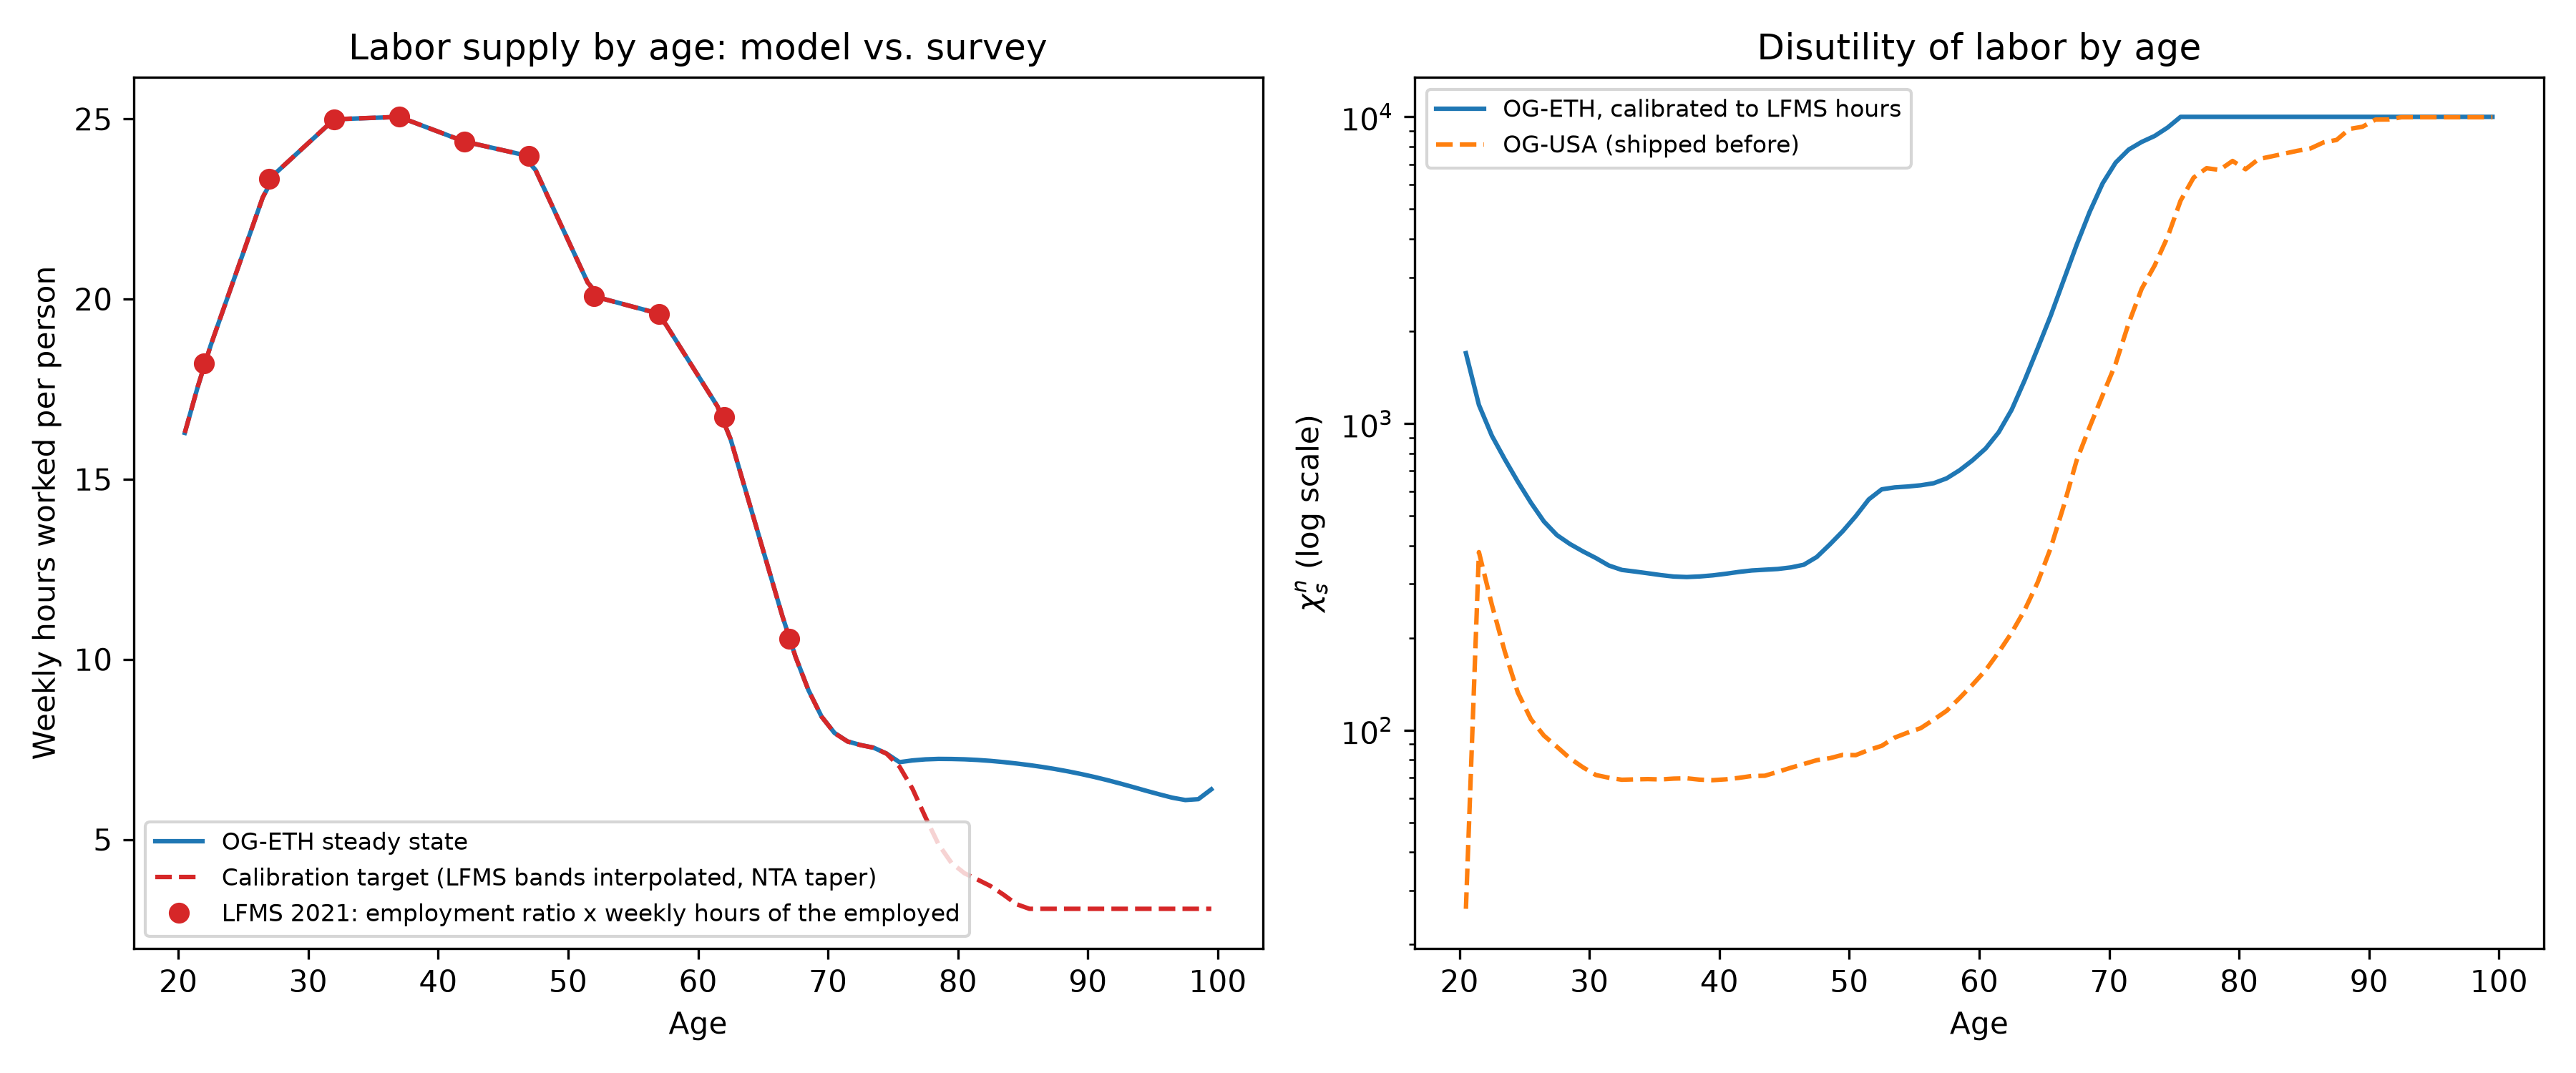 Labor supply by age: model vs. survey
Weekly hours worked per person
25
20
15
10
5
OG-ETH steady state
Calibration target (LFMS bands interpolated, NTA taper)
LFMS 2021: employment ratio x weekly hours of the employed
20 30 40 50 60 70 80 90 100
Age
Disutility of labor by age
χₛⁿ (log scale)
10⁴
10³
10²
OG-ETH, calibrated to LFMS hours
OG-USA (shipped before)
20 30 40 50 60 70 80 90 100
Age